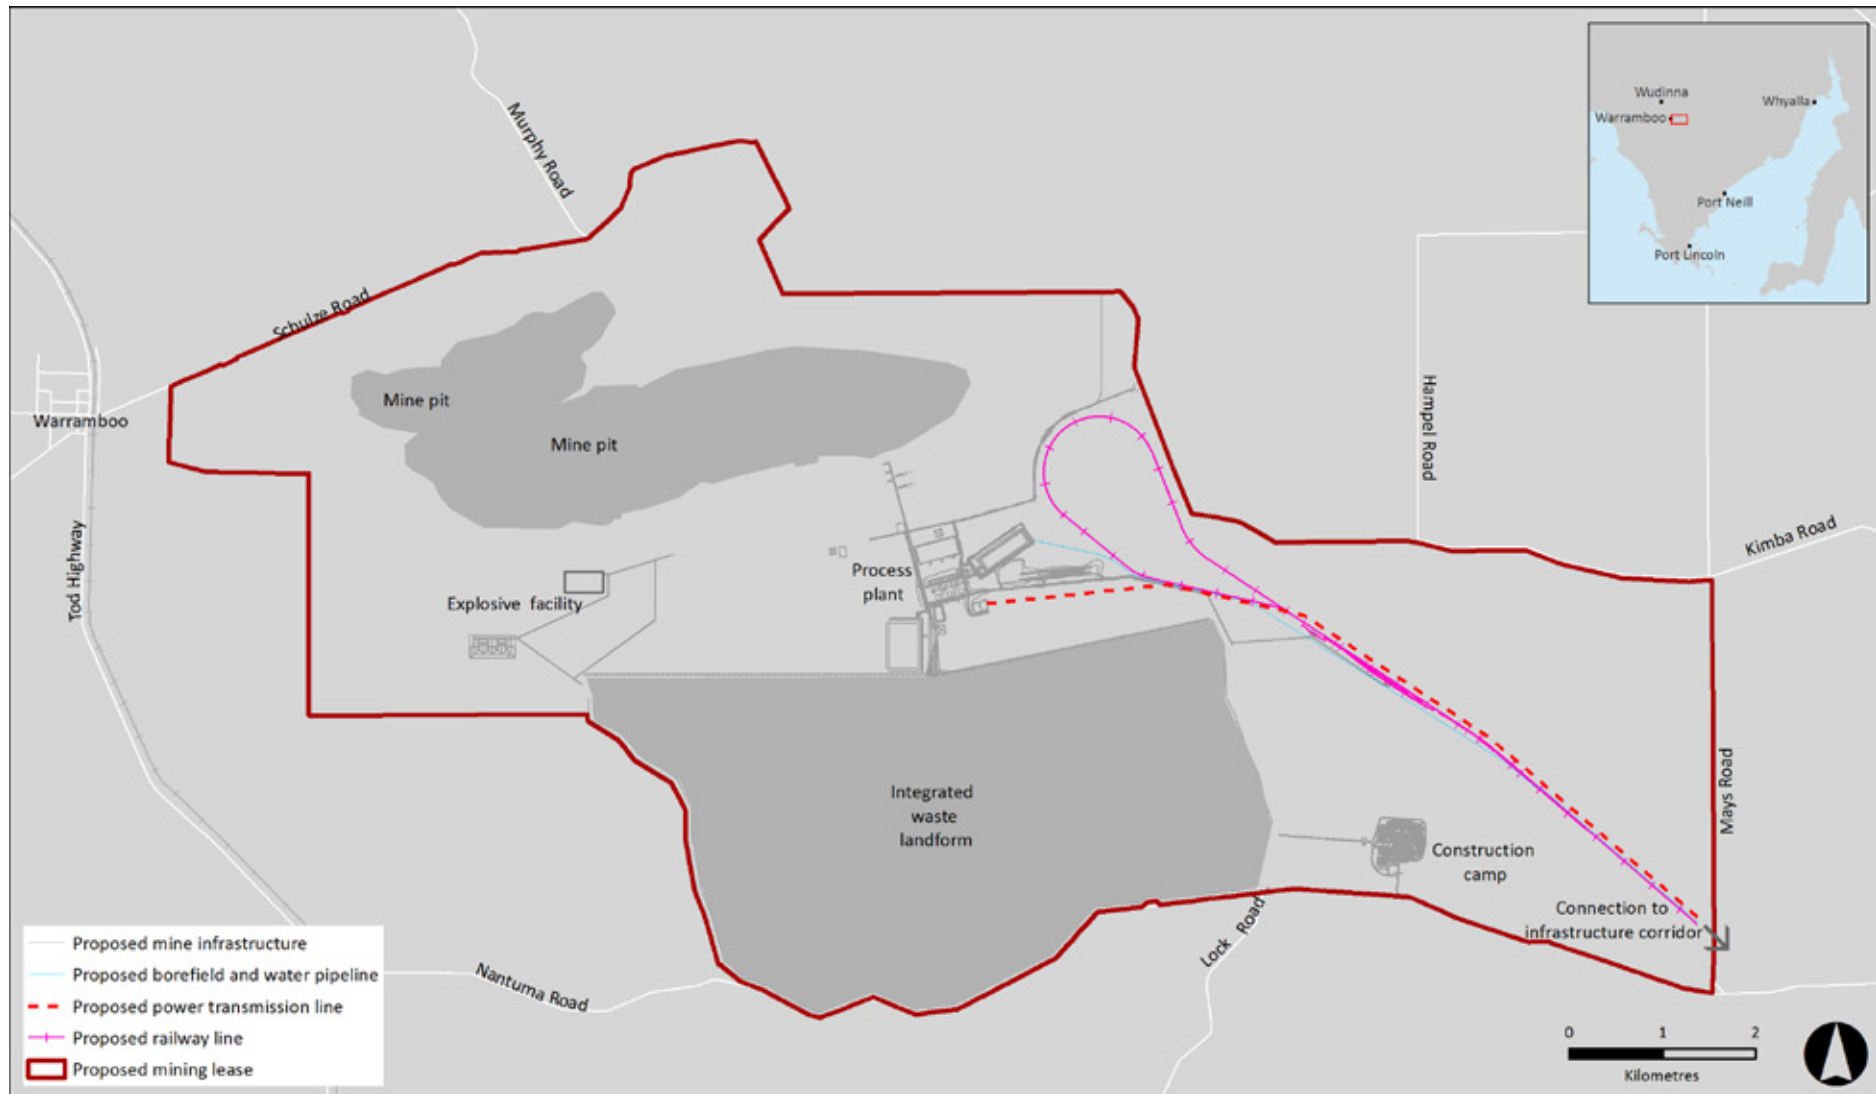 Wudinna
Whyalla
Warramboo
Port Neill
Port Lincoln
Murphy Road
Schulze Road
Warramboo
Mine pit
Mine pit
Hampel Road
Kimba Road
Tod Highway
Process
plant
Explosive facility
Integrated
waste
landform
Mays Road
Construction
camp
Connection to
infrastructure corridor
Lock Road
Nantuma Road
Proposed mine infrastructure
Proposed borefield and water pipeline
Proposed power transmission line
Proposed railway line
Proposed mining lease
0 1 2
Kilometres